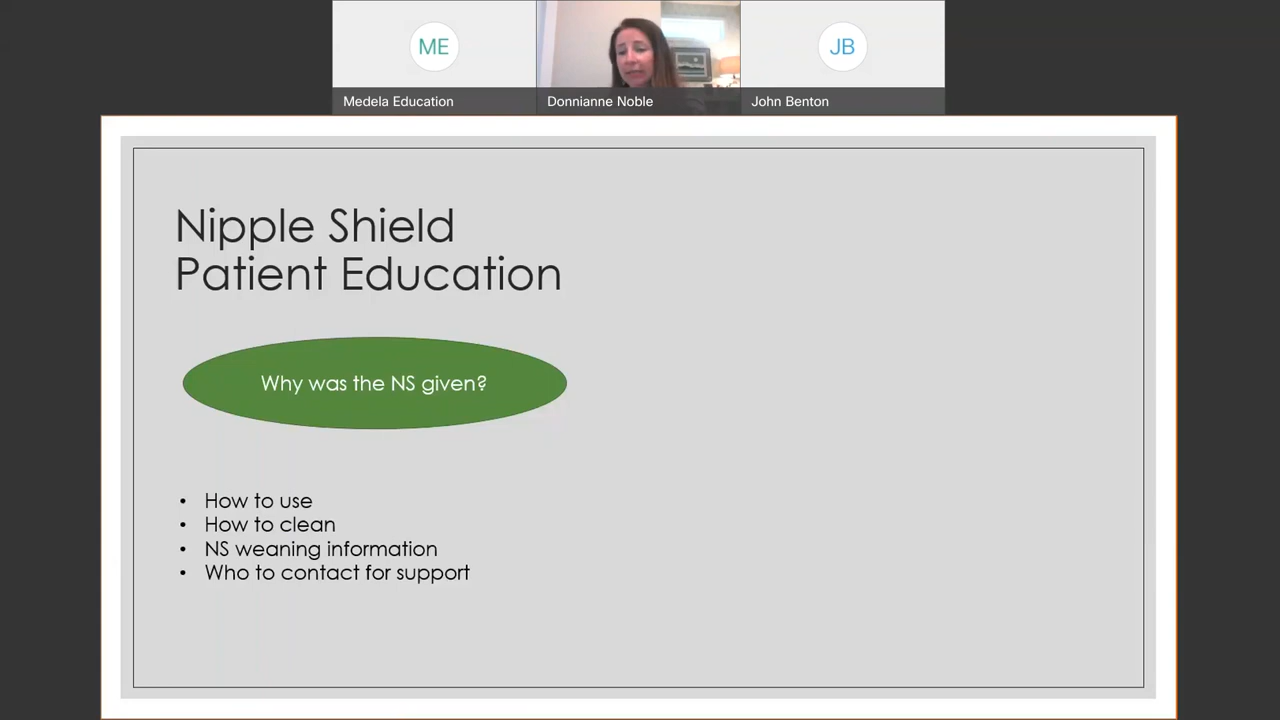 ME
JB
Medela Education
Donnianne Noble
John Benton
Nipple Shield
Patient Education
Why was the NS given?
• How to use
• How to clean
• NS weaning information
• Who to contact for support